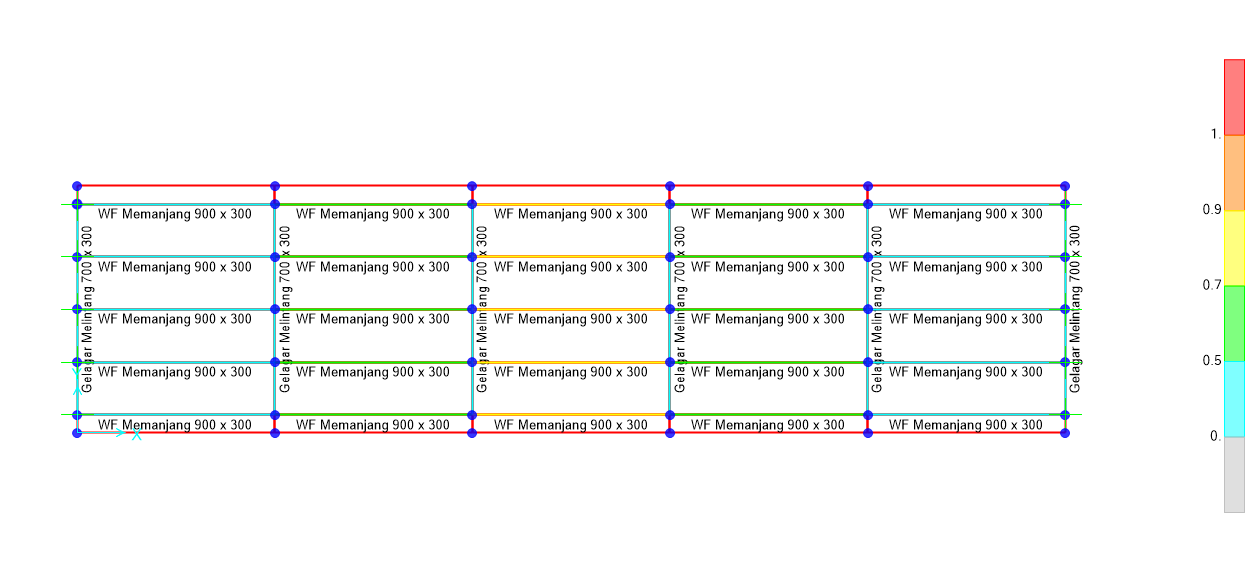 1.
WF Memanjang 900 x 300 WF Memanjang 900 x 300 WF Memanjang 900 x 300 WF Memanjang 900 x 300 WF Memanjang 900 x 300
0.9
WF Memanjang 900 x 300 WF Memanjang 900 x 300 WF Memanjang 900 x 300 WF Memanjang 900 x 300 WF Memanjang 900 x 300
0.7
WF Memanjang 900 x 300 WF Memanjang 900 x 300 WF Memanjang 900 x 300 WF Memanjang 900 x 300 WF Memanjang 900 x 300
0.5
WF Memanjang 900 x 300 WF Memanjang 900 x 300 WF Memanjang 900 x 300 WF Memanjang 900 x 300 WF Memanjang 900 x 300
WF Memanjang 900 x 300 WF Memanjang 900 x 300 WF Memanjang 900 x 300 WF Memanjang 900 x 300 WF Memanjang 900 x 300
0.
Gelagar Melintang 700 x 300
Gelagar Melintang 700 x 300
Gelagar Melintang 700 x 300
Gelagar Melintang 700 x 300
Gelagar Melintang 700 x 300
Gelagar Melintang 700 x 300
Y
X